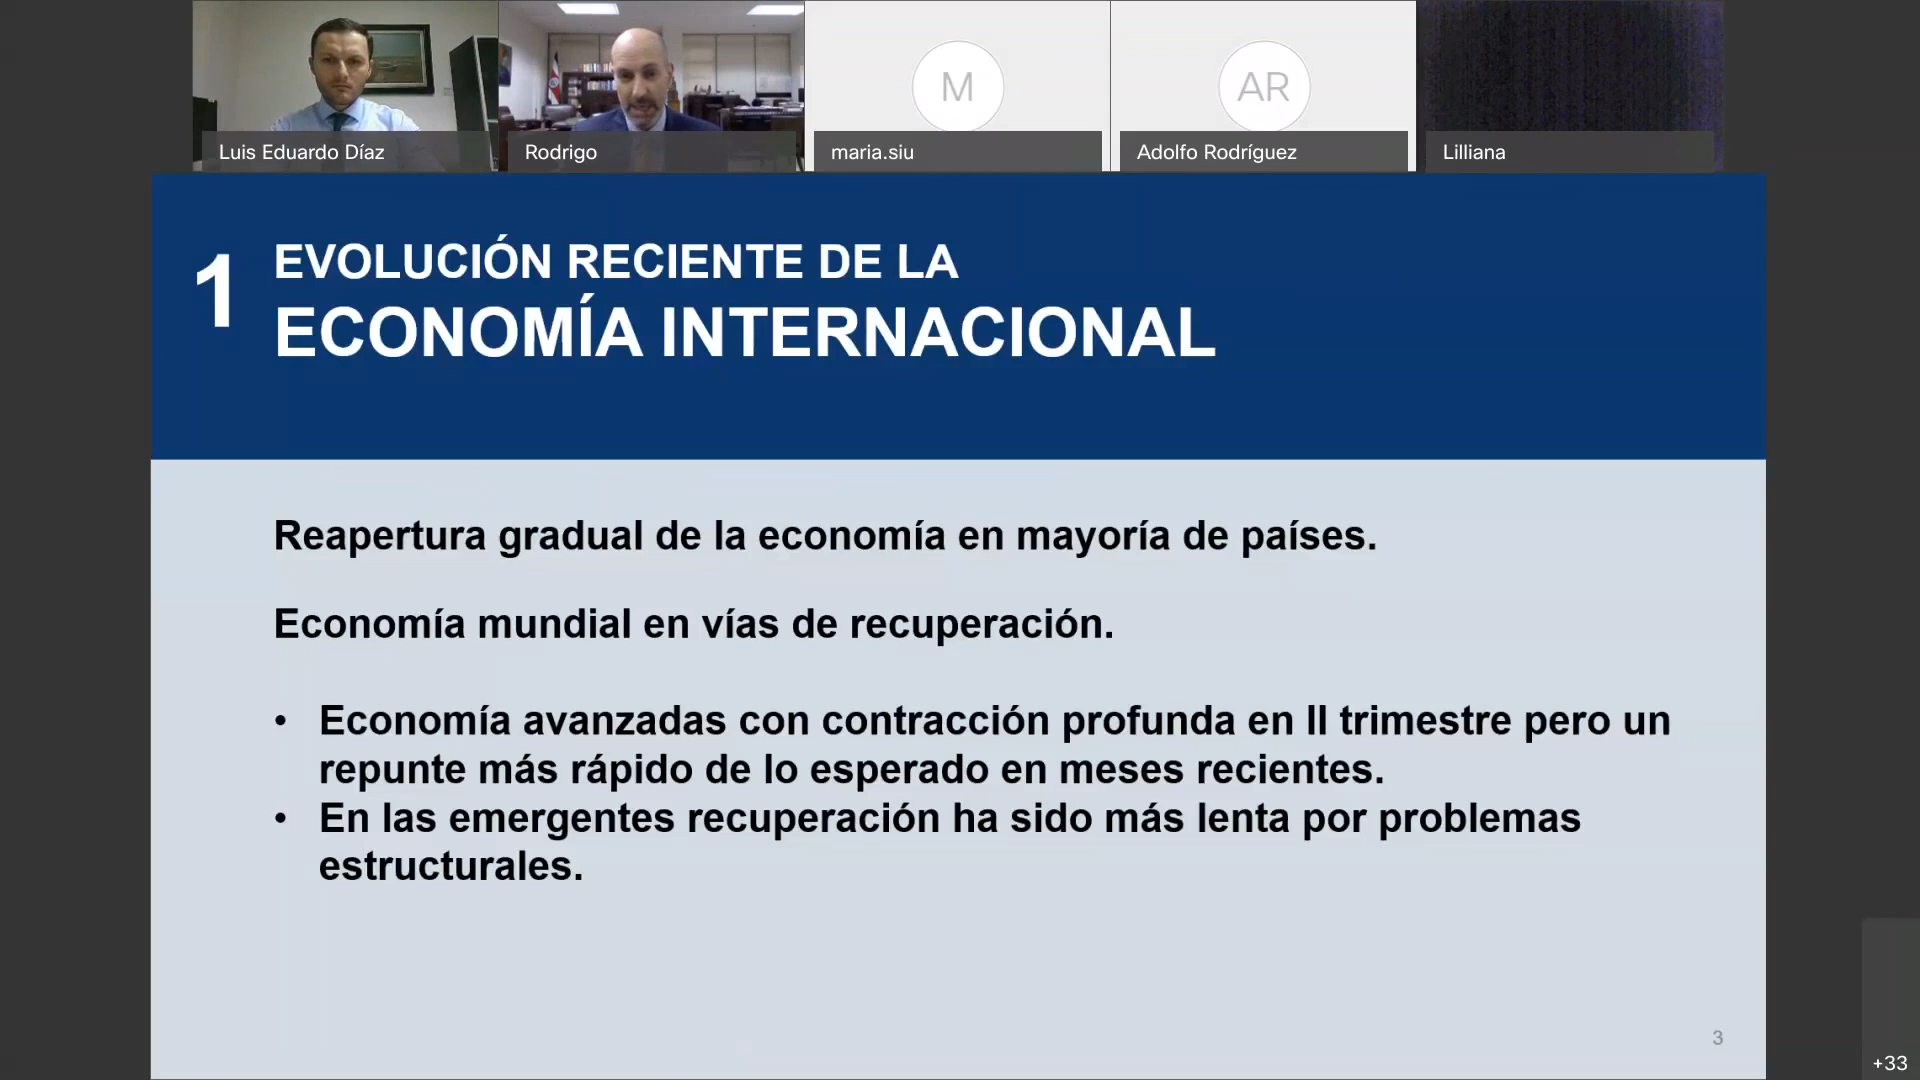 Luis Eduardo Díaz
Rodrigo
M
maria.siu
AR
Adolfo Rodríguez
Lilliana
1
EVOLUCIÓN RECIENTE DE LA
ECONOMÍA INTERNACIONAL
Reapertura gradual de la economía en mayoría de países.
Economía mundial en vías de recuperación.
• Economía avanzadas con contracción profunda en II trimestre pero un
repunte más rápido de lo esperado en meses recientes.
• En las emergentes recuperación ha sido más lenta por problemas
estructurales.
3
+33